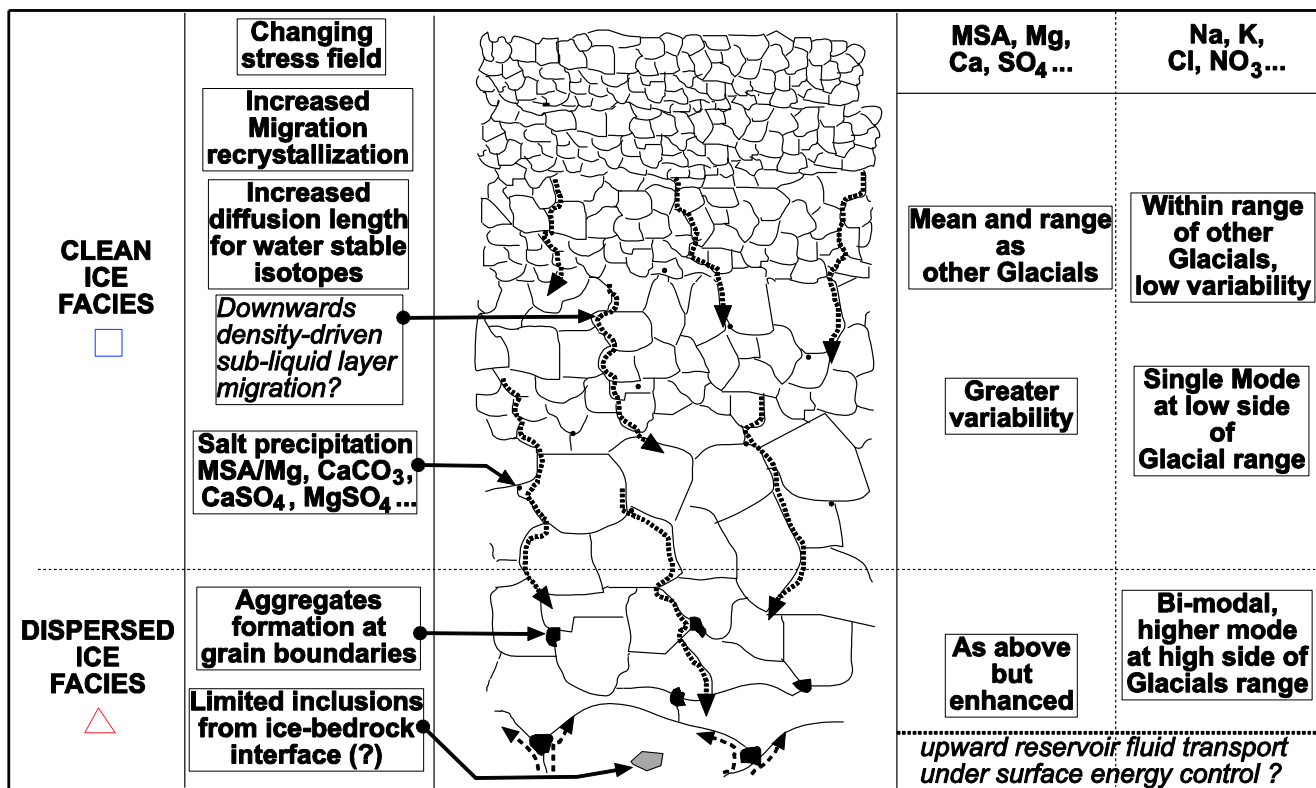 CLEAN
ICE
FACIES
DISPERSED
ICE
FACIES
Changing
stress field
Increased
Migration
recrystallization
Increased
diffusion length
for water stable
isotopes
Downwards
density-driven
sub-liquid layer
migration?
Salt precipitation
MSA/Mg, CaCO3,
CaSO4, MgSO4...
Aggregates
formation at
grain boundaries
Limited inclusions
from ice-bedrock
interface (?)
MSA, Mg,
Ca, SO4...
Mean and range
as
other Glacials
Greater
variability
As above
but
enhanced
Na, K,
Cl, NO3...
Within range
of other
Glacials,
low variability
Single Mode
at low side
of
Glacial range
Bi-modal,
higher mode
at high side of
Glacials range
upward reservoir fluid transport
under surface energy control ?